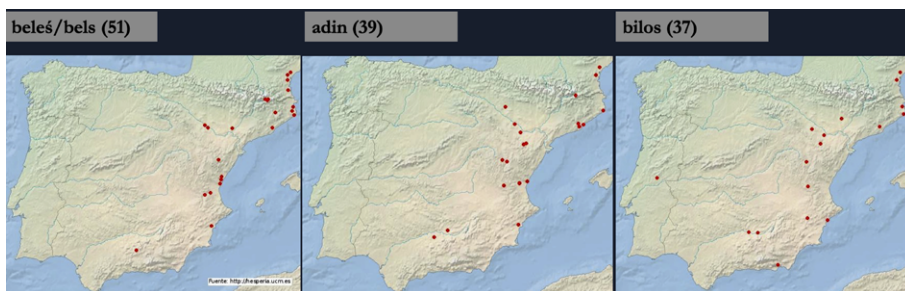 beleś/bels (51)
adin (39)
bilos (37)
fuente: http://hesperia.ucm.es